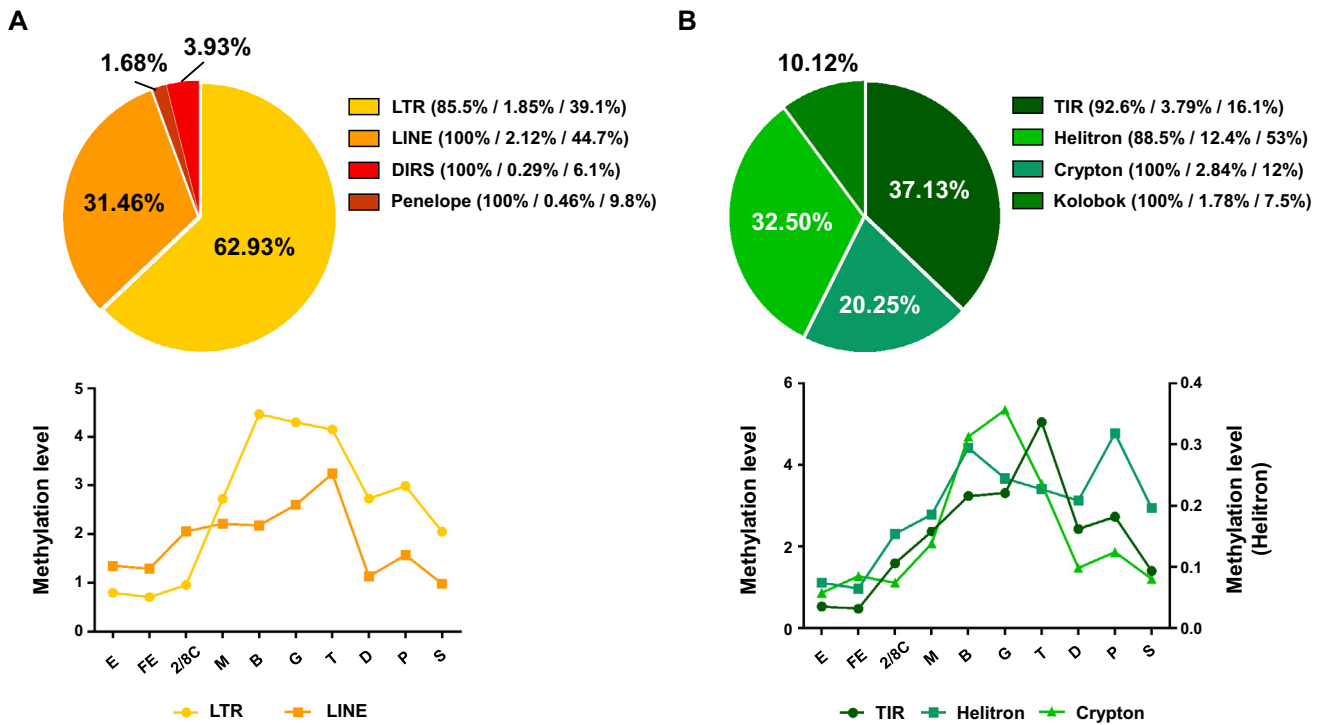 A
3.93%
1.68%
31.46%
62.93%
LTR (85.5% / 1.85% / 39.1%)
LINE (100% / 2.12% / 44.7%)
DIRS (100% / 0.29% / 6.1%)
Penelope (100% / 0.46% / 9.8%)
B
10.12%
37.13%
32.50%
20.25%
TIR (92.6% / 3.79% / 16.1%)
Helitron (88.5% / 12.4% / 53%)
Crypton (100% / 2.84% / 12%)
Kolobok (100% / 1.78% / 7.5%)
Methylation level
5
4
3
2
1
0
E FE 2/8C M B G T D P S
LTR LINE
Methylation level
6
4
2
0
0.4
0.3
0.2
0.1
0.0
Methylation level
(Helitron)
E FE 2/8C M B G T D P S
TIR Helitron Crypton